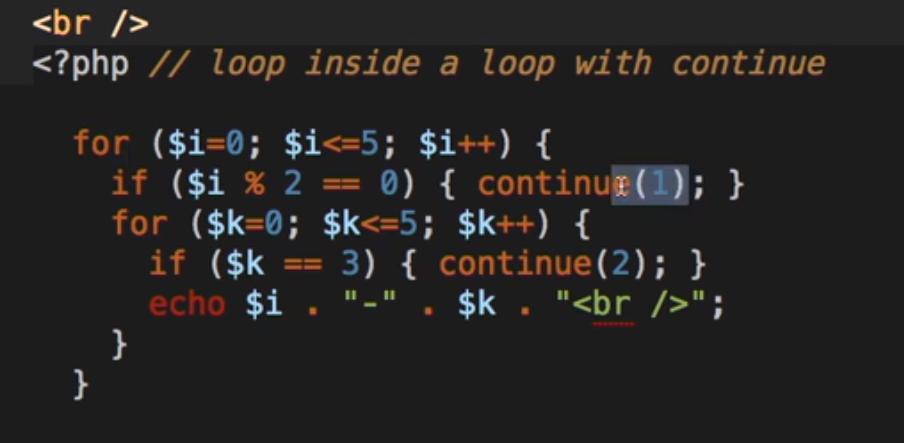 <br />
<?php // loop inside a loop with continue
for ($i=0; $i<=5; $i++) {
if ($i % 2 == 0) { continue(1); }
for ($k=0; $k<=5; $k++) {
if ($k == 3) { continue(2); }
echo $i . "-" . $k . "<br />";
}
}